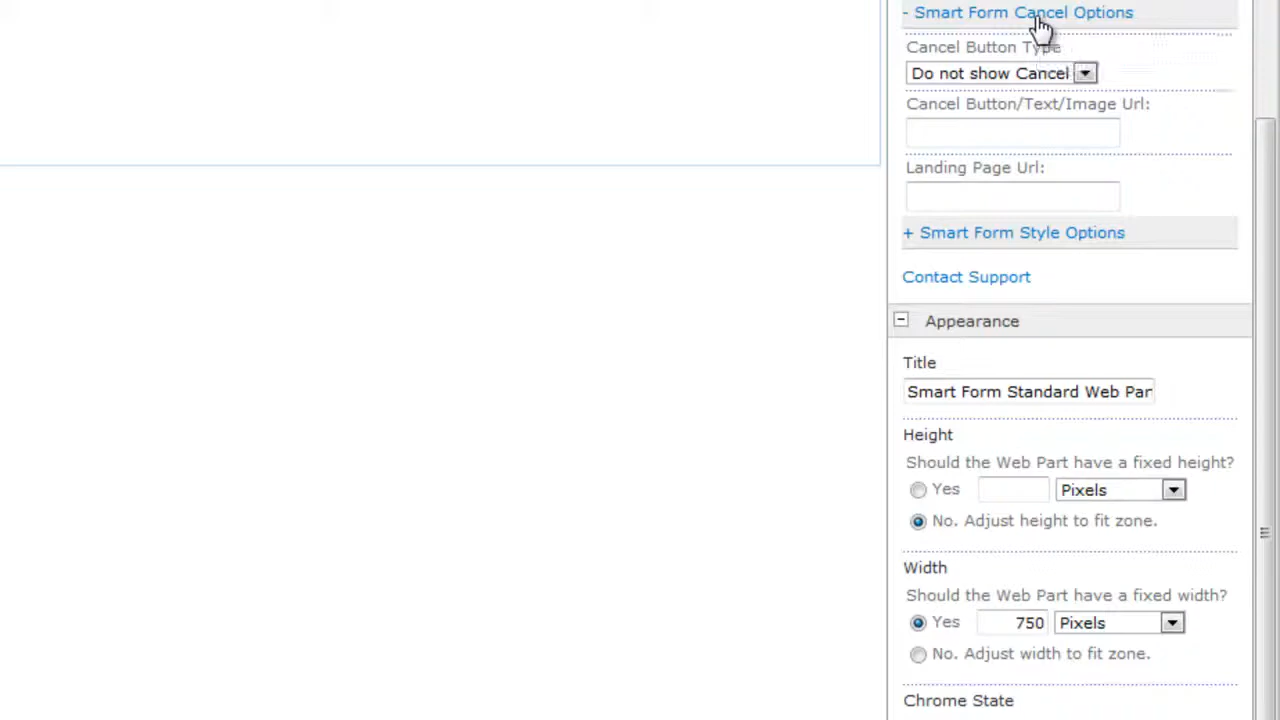 - Smart Form Cancel Options
Cancel Button Type
Do not show Cancel
Cancel Button/Text/Image Url:
Landing Page Url:
+ Smart Form Style Options
Contact Support
Appearance
Title
Smart Form Standard Web Par
Height
Should the Web Part have a fixed height?
Yes Pixels
No. Adjust height to fit zone.
Width
Should the Web Part have a fixed width?
Yes 750 Pixels
No. Adjust width to fit zone.
Chrome State